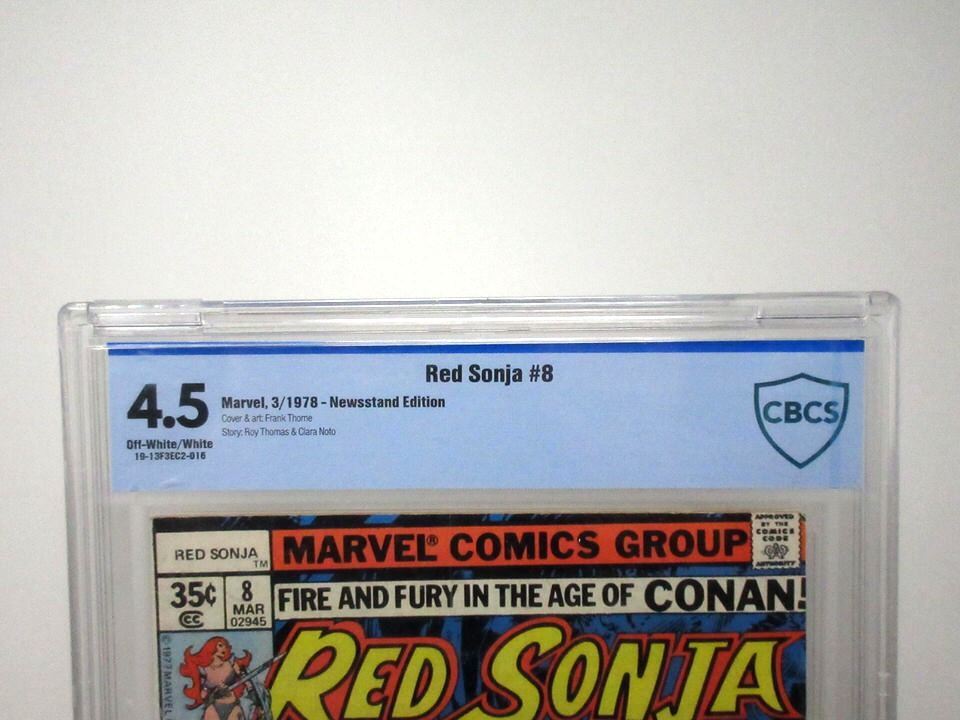 Red Sonja #8
4.5
Off-White/White
19-13F3EC2-016
Marvel, 3/1978 - Newsstand Edition
Cover & art: Frank Thorne
Story: Roy Thomas & Clara Noto
CBCS
RED SONJA
TM
MARVEL® COMICS GROUP
APPROVED
BY THE
COMICS
CODE
AUTHORITY
35¢
CC
8
MAR
02945
FIRE AND FURY IN THE AGE OF CONAN!
©1977 MARVEL
RED SONJA